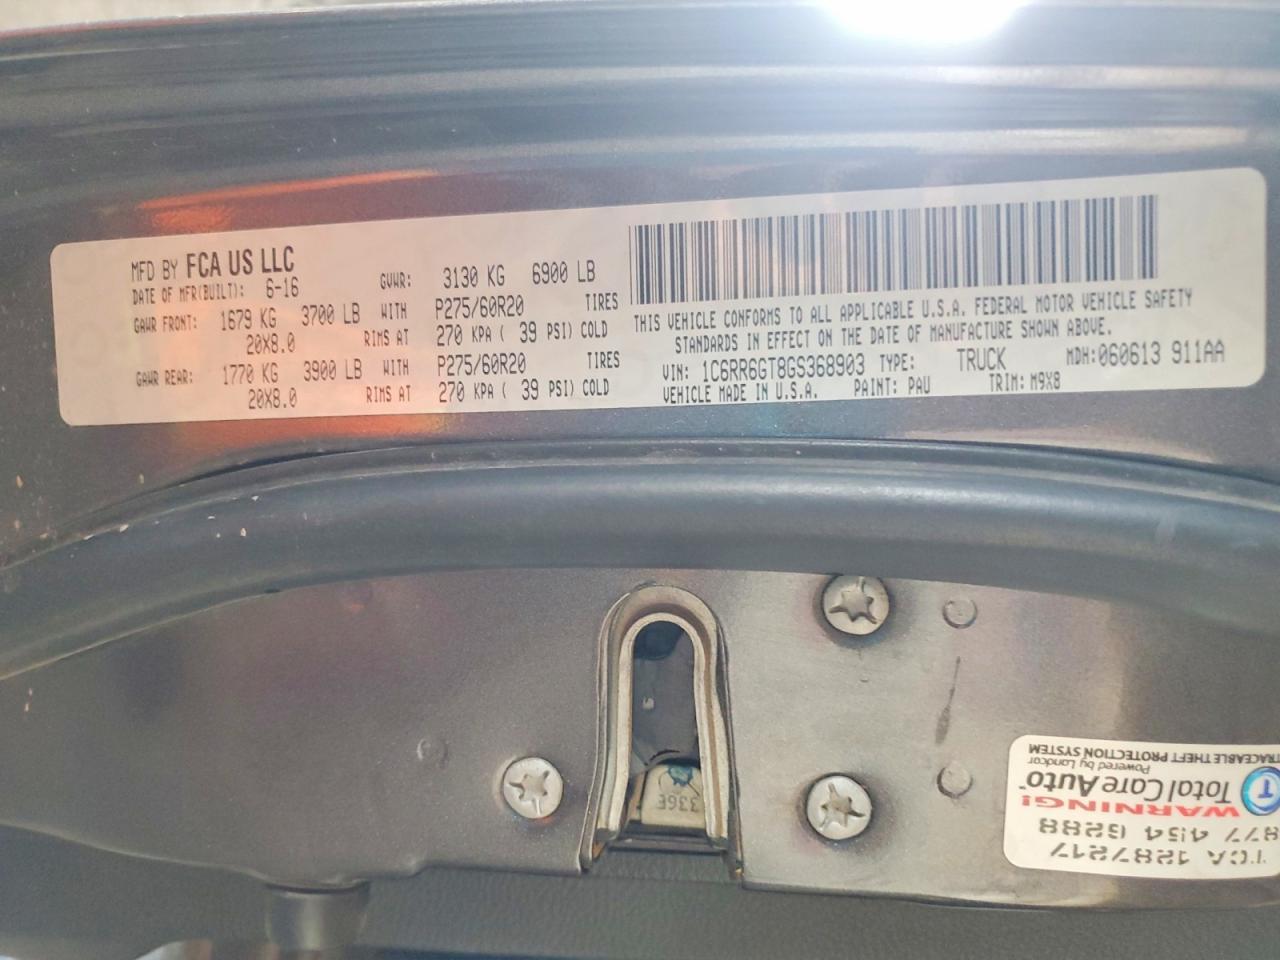 MFD BY FCA US LLC
DATE OF MFR(BUILT): 6-16
GVWR: 3130 KG 6900 LB
GAWR FRONT: 1679 KG 3700 LB WITH P275/60R20 TIRES
20X8.0 RIMS AT 270 KPA ( 39 PSI) COLD
GAWR REAR: 1770 KG 3900 LB WITH P275/60R20 TIRES
20X8.0 RIMS AT 270 KPA ( 39 PSI) COLD
THIS VEHICLE CONFORMS TO ALL APPLICABLE U.S.A. FEDERAL MOTOR VEHICLE SAFETY
STANDARDS IN EFFECT ON THE DATE OF MANUFACTURE SHOWN ABOVE.
VIN: 1C6RR6GT8GS368903 TYPE: TRUCK MDH:060613 911AA
VEHICLE MADE IN U.S.A. PAINT: PAU TRIM: M9X8
336E
TCA 1287217
877 454 6288
WARNING!
T Total Care Auto
Powered by Landcar
TRACEABLE THEFT PROTECTION SYSTEM